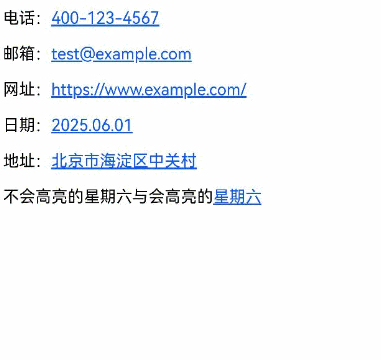 电话：400-123-4567
邮箱：test@example.com
网址：https://www.example.com/
日期：2025.06.01
地址：北京市海淀区中关村
不会高亮的星期六与会高亮的星期六